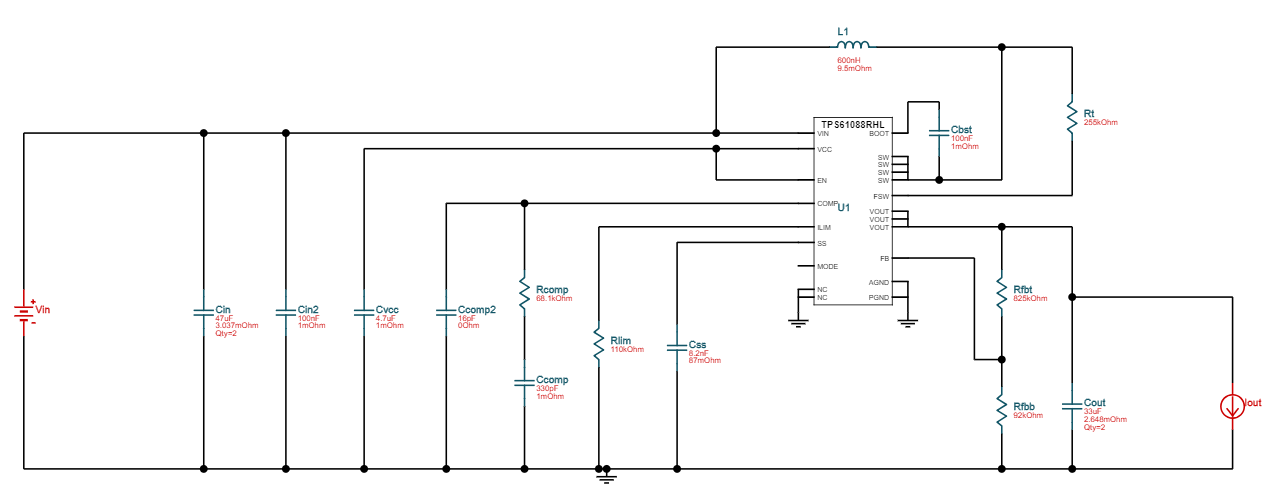 L1
600nH
9.5mOhm
TPS61088RHL
VIN
BOOT
Cbst
100nF
1mOhm
Rt
255kOhm
VCC
SW
SW
SW
SW
EN
FSW
COMP
U1
VOUT
VOUT
VOUT
ILIM
SS
FB
MODE
AGND
NC
NC
PGND
Vin
+
-
Cin
47uF
3.037mOhm
Qty=2
Cin2
100nF
1mOhm
Cvcc
4.7uF
1mOhm
Ccomp2
16pF
0Ohm
Rcomp
68.1kOhm
Ccomp
330pF
1mOhm
Rlim
110kOhm
Css
8.2nF
87mOhm
Rfbt
825kOhm
Rfbb
92kOhm
Cout
33uF
2.648mOhm
Qty=2
Iout